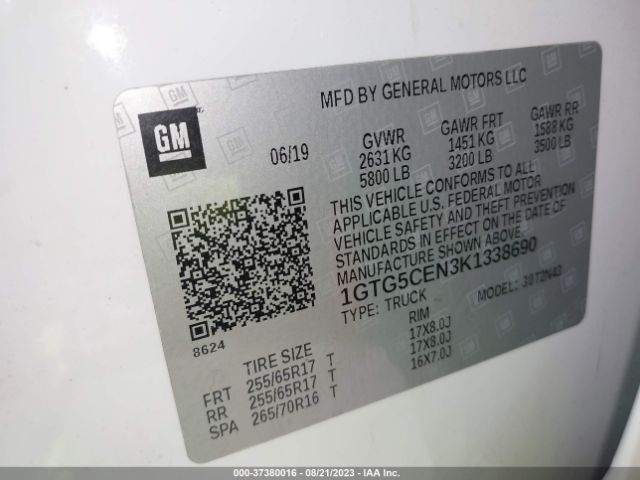 MFD BY GENERAL MOTORS LLC
GM
06/19
GVWR GAWR FRT GAWR RR
2631 KG 1451 KG 1588 KG
5800 LB 3200 LB 3500 LB
THIS VEHICLE CONFORMS TO ALL
APPLICABLE U.S. FEDERAL MOTOR
VEHICLE SAFETY AND THEFT PREVENTION
STANDARDS IN EFFECT ON THE DATE OF
MANUFACTURE SHOWN ABOVE.
1GTG5CEN3K1338690
TYPE: TRUCK MODEL:
8624
TIRE SIZE RIM
FRT 255/65R17 T 17X8.0J
RR 255/65R17 T 17X8.0J
SPA 265/70R16 T 16X7.0J
000-37380016 - 08/21/2023 - IAA Inc.